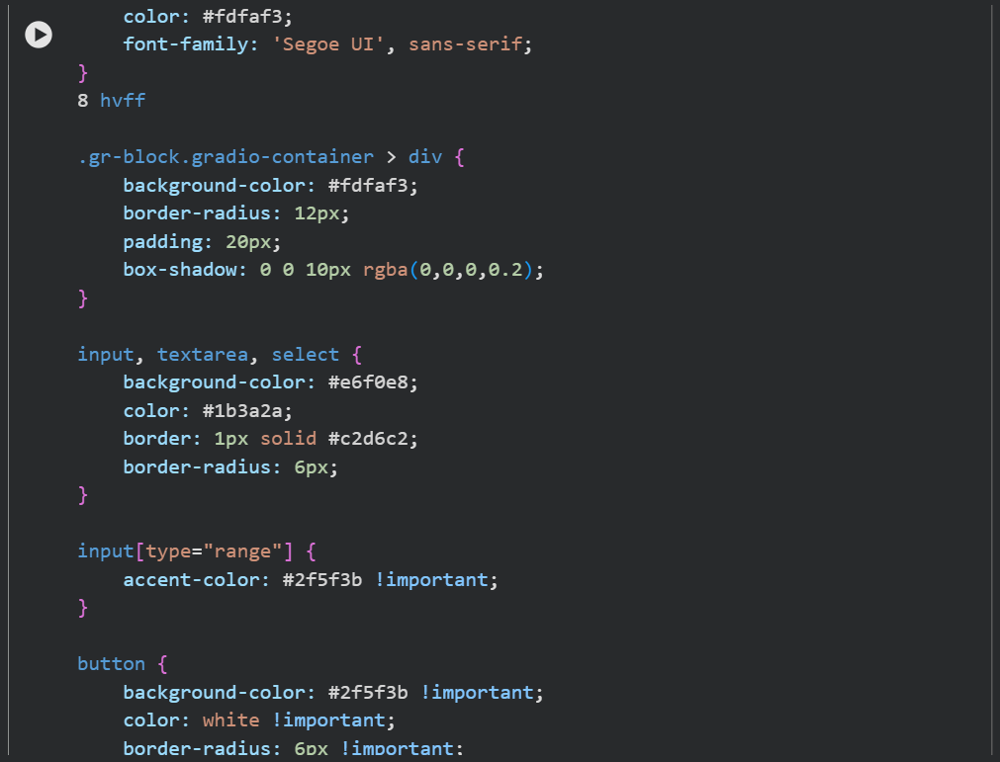 color: #fdfaf3;
font-family: 'Segoe UI', sans-serif;
}
8 hvff
.gr-block.gradio-container > div {
background-color: #fdfaf3;
border-radius: 12px;
padding: 20px;
box-shadow: 0 0 10px rgba(0,0,0,0.2);
}
input, textarea, select {
background-color: #e6f0e8;
color: #1b3a2a;
border: 1px solid #c2d6c2;
border-radius: 6px;
}
input[type="range"] {
accent-color: #2f5f3b !important;
}
button {
background-color: #2f5f3b !important;
color: white !important;
border-radius: 6px !important;